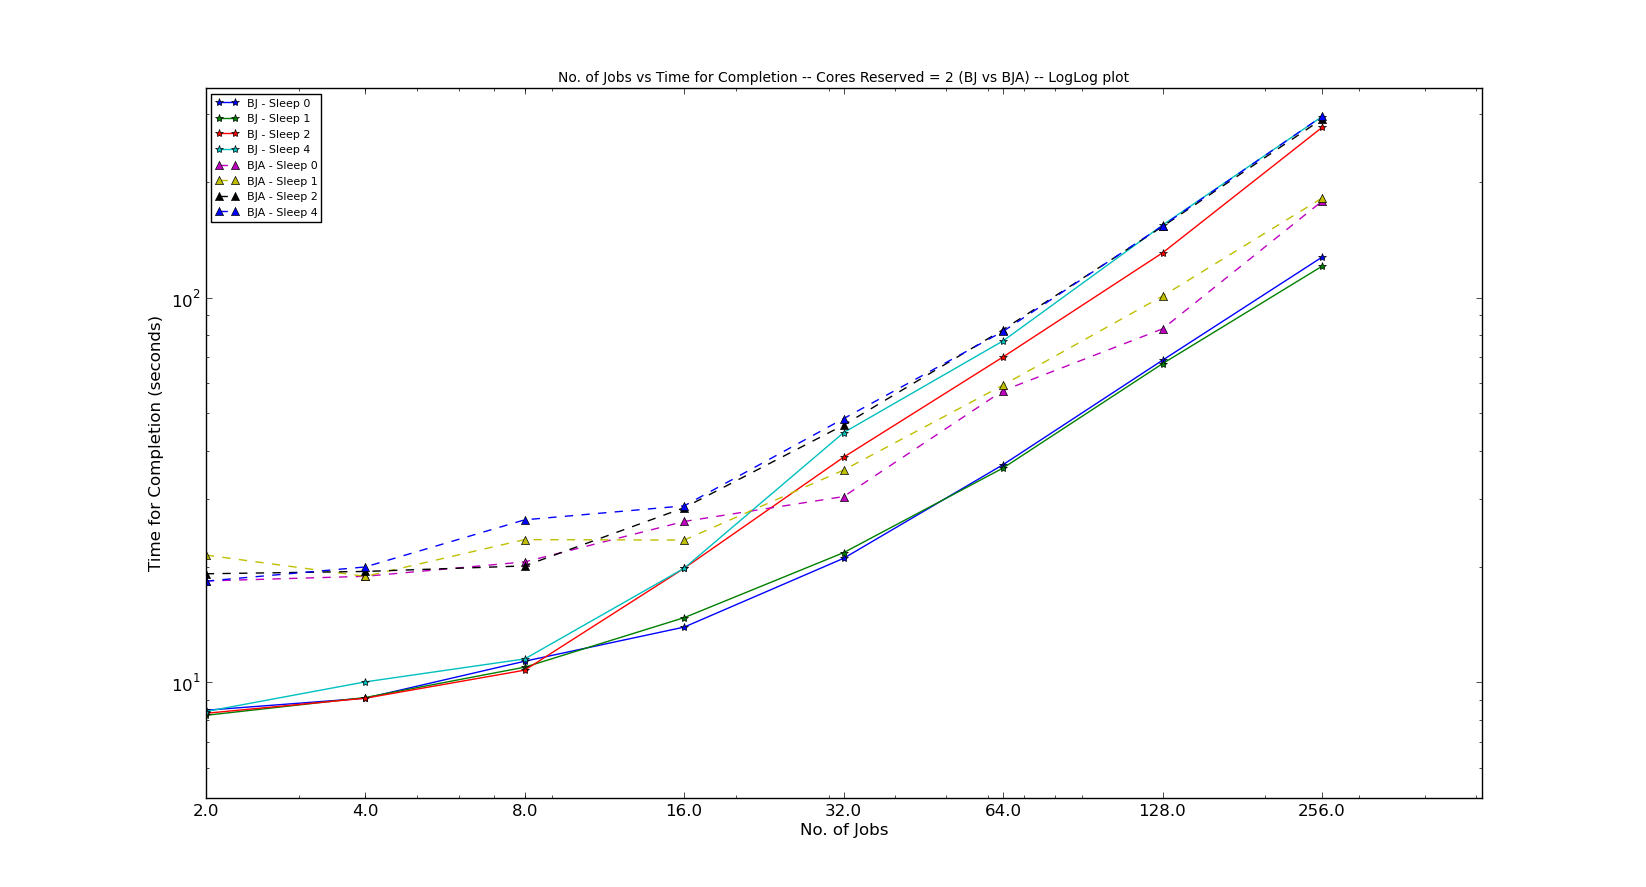 No. of Jobs vs Time for Completion -- Cores Reserved = 2 (BJ vs BJA) -- LogLog plot
BJ - Sleep 0
BJ - Sleep 1
BJ - Sleep 2
BJ - Sleep 4
BJA - Sleep 0
BJA - Sleep 1
BJA - Sleep 2
BJA - Sleep 4
Time for Completion (seconds)
10²
10¹
2.0 4.0 8.0 16.0 32.0 64.0 128.0 256.0
No. of Jobs